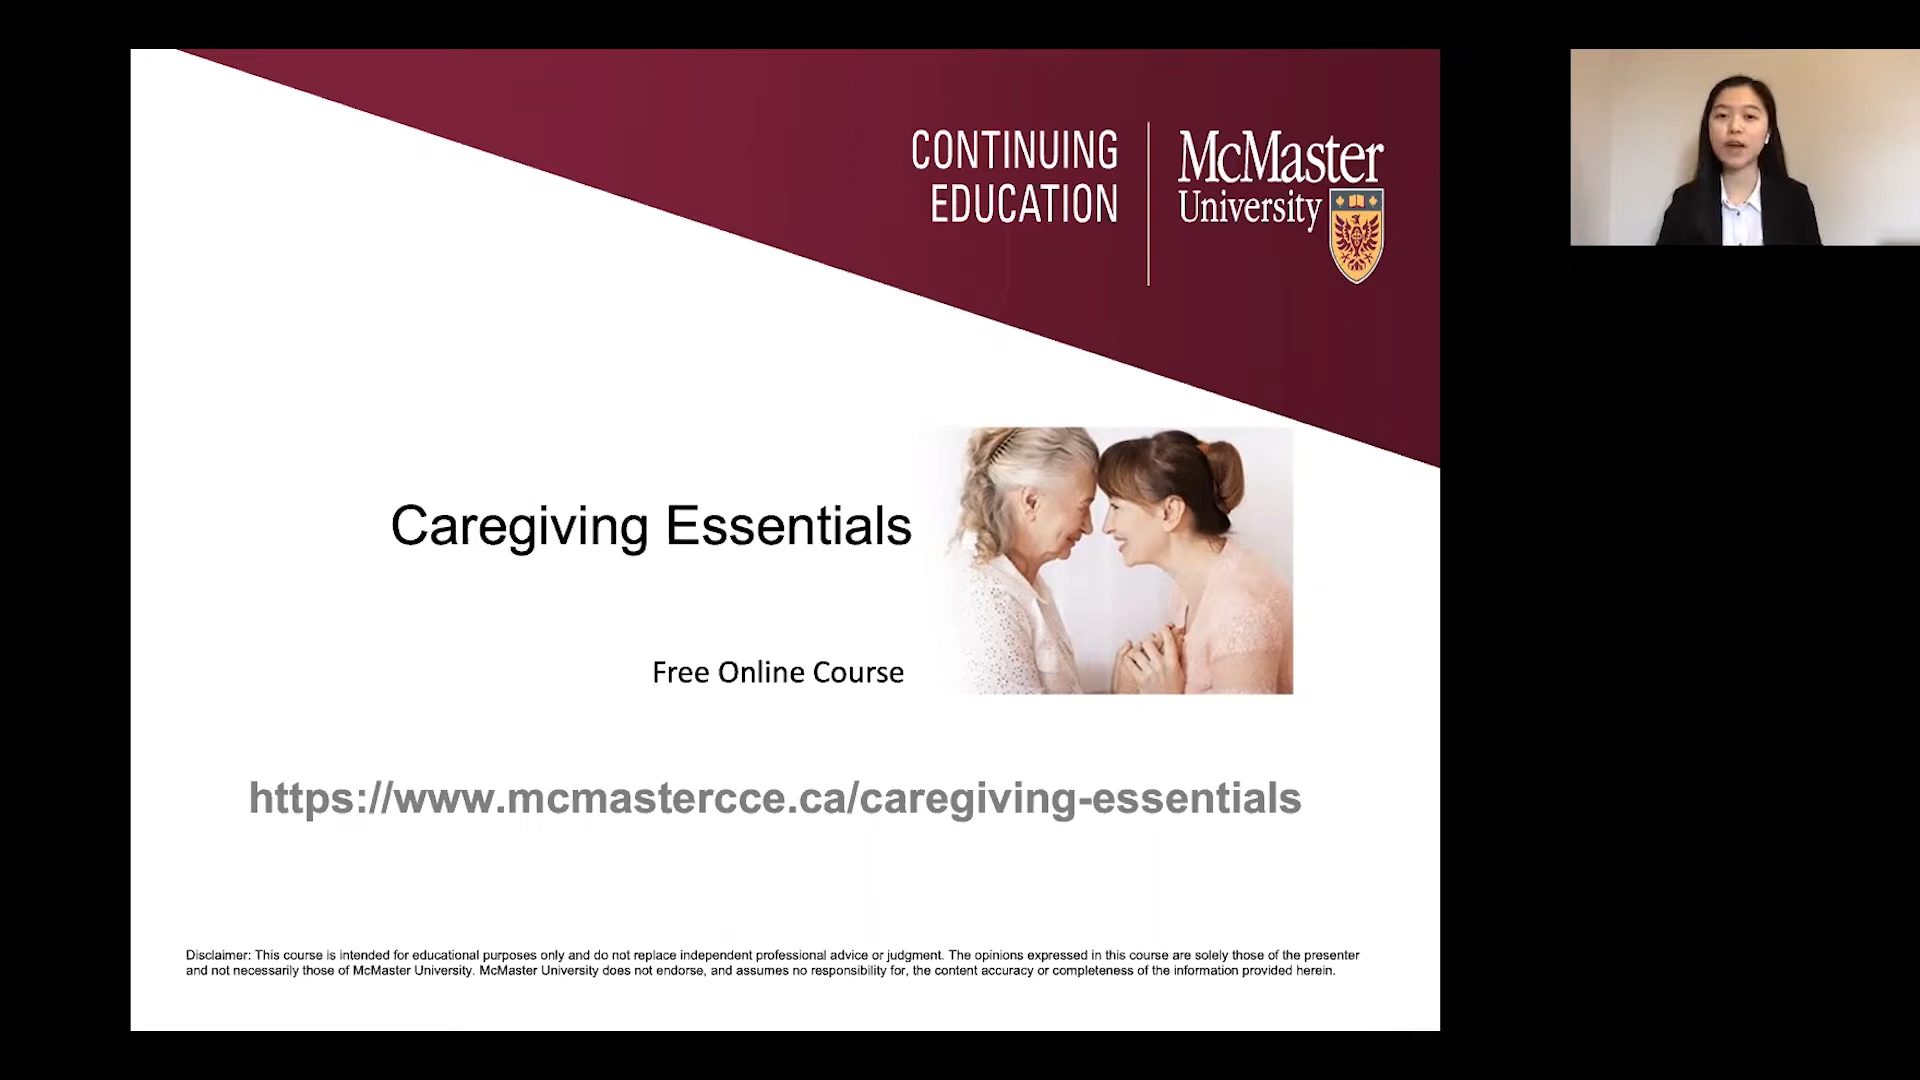 CONTINUING
EDUCATION
McMaster
University
Caregiving Essentials
Free Online Course
https://www.mcmastercce.ca/caregiving-essentials
Disclaimer: This course is intended for educational purposes only and do not replace independent professional advice or judgment. The opinions expressed in this course are solely those of the presenter
and not necessarily those of McMaster University. McMaster University does not endorse, and assumes no responsibility for, the content accuracy or completeness of the information provided herein.